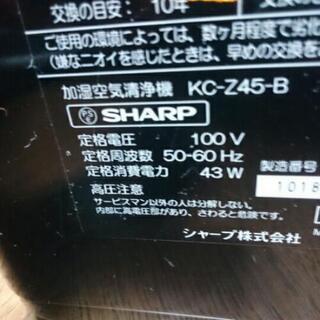 交換の目安: 10年
ご使用の環境によっては、数ヶ月程度で劣化
(嫌なニオイを感じたときは、早めの交換を
加湿空気清浄機 KC-Z45-B
PS E SHARP
定格電圧 100 V
定格周波数 50-60 Hz
定格消費電力 43 W
製造番号
1018
高圧注意
サービスマン以外の人は分解しない。
内部に高電圧部があり、さわると危険です。
シャープ株式会社